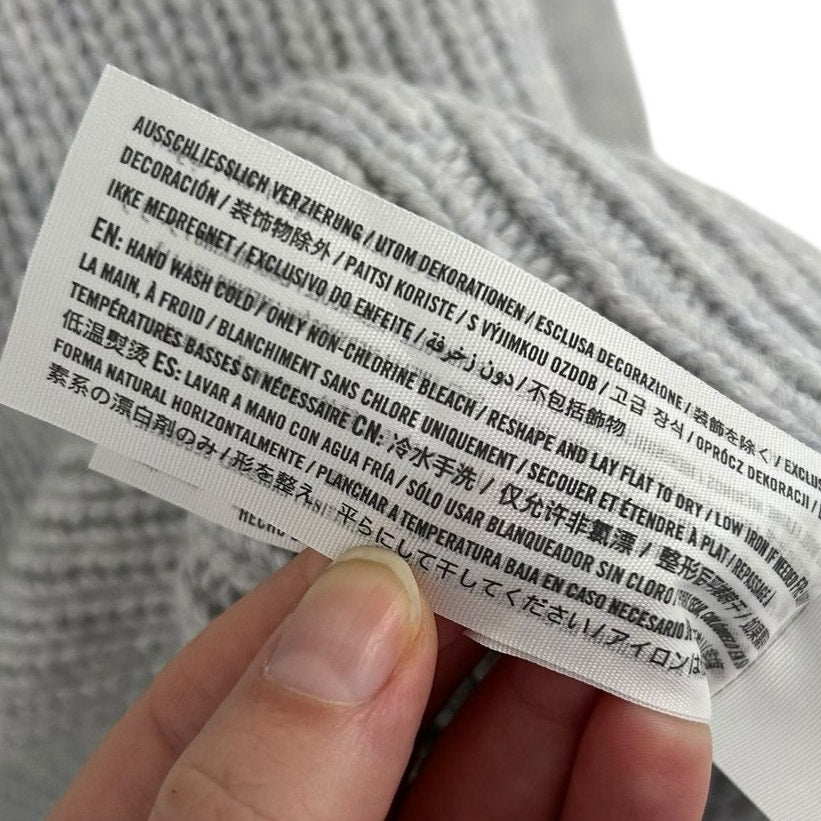 AUSSCHLIESSLICH VERZIERUNG / UTOM DEKORATIONEN / ESCLUSA DECORAZIONE / 装飾を除く / EXCLUS
DECORACIÓN / 装饰物除外 / PAITSI KORISTE / S VÝJIMKOU OZDOB / 고급 장식 / OPRÓCZ DEKORACJI /
IKKE MEDREGNET / EXCLUSIVO DO ENFEITE / دون زخرفة / 不包括飾物
EN: HAND WASH COLD / ONLY NON-CHLORINE BLEACH / RESHAPE AND LAY FLAT TO DRY / LOW IRON IF NEEDED FR:
LA MAIN, À FROID / BLANCHIMENT SANS CHLORE UNIQUEMENT / SECOUER ET ÉTENDRE À PLAT / REPASSAGE À
TEMPÉRATURES BASSES SI NÉCESSAIRE CN: 冷水手洗 / 仅允许非氯漂 / 整形后
低温熨烫 ES: LAVAR A MANO CON AGUA FRÍA / SÓLO USAR BLANQUEADOR SIN CLORO
FORMA NATURAL HORIZONTALMENTE / PLANCHAR A TEMPERATURA BAJA EN CASO NECESARIO
素系の漂白剤のみ / 形を整え、平らにして干してください / アイロンは
HECHO